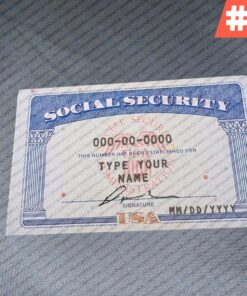 #
SOCIAL SECURITY
000-00-0000
THIS NUMBER HAS BEEN ESTABLISHED FOR
TYPE YOUR
NAME
SIGNATURE
USA
MM/DD/YYYY